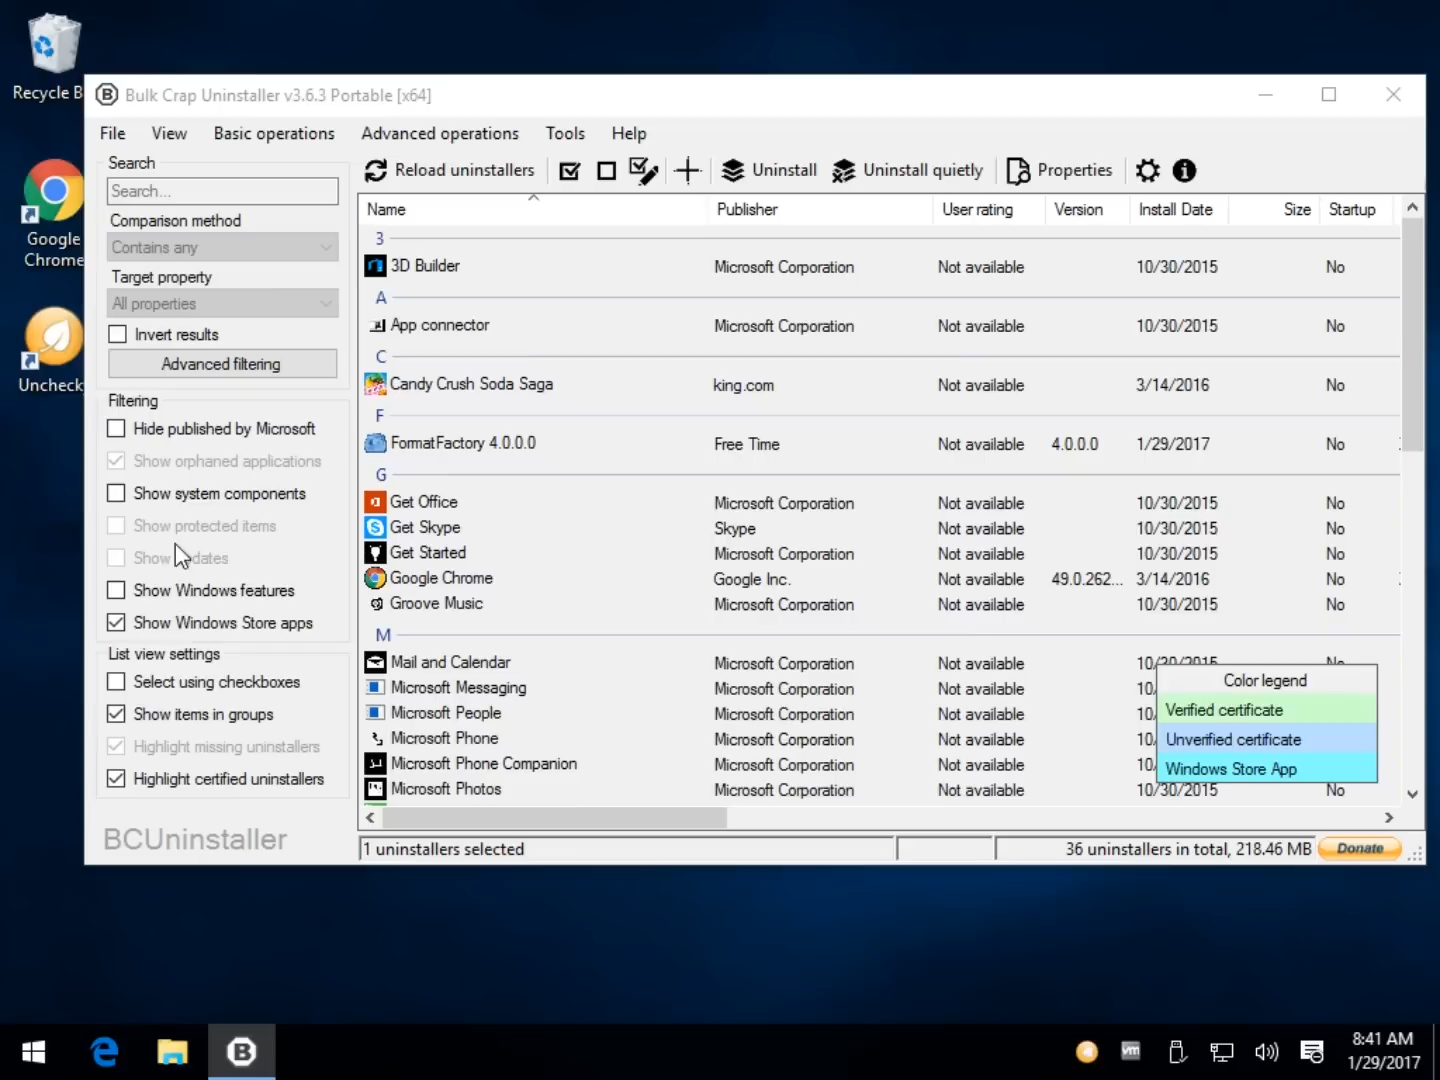 Recycle B
Google
Chrome
Uncheck
Bulk Crap Uninstaller v3.6.3 Portable [x64]
File View Basic operations Advanced operations Tools Help
Search
Search...
Comparison method
Contains any
Target property
All properties
Invert results
Advanced filtering
Filtering
Hide published by Microsoft
Show orphaned applications
Show system components
Show protected items
Show dates
Show Windows features
Show Windows Store apps
List view settings
Select using checkboxes
Show items in groups
Highlight missing uninstallers
Highlight certified uninstallers
BCUninstaller
Reload uninstallers Uninstall Uninstall quietly Properties
Name Publisher User rating Version Install Date Size Startup
3
3D Builder Microsoft Corporation Not available 10/30/2015 No
A
App connector Microsoft Corporation Not available 10/30/2015 No
C
Candy Crush Soda Saga king.com Not available 3/14/2016 No
F
FormatFactory 4.0.0.0 Free Time Not available 4.0.0.0 1/29/2017 No
G
Get Office Microsoft Corporation Not available 10/30/2015 No
Get Skype Skype Not available 10/30/2015 No
Get Started Microsoft Corporation Not available 10/30/2015 No
Google Chrome Google Inc. Not available 49.0.262... 3/14/2016 No
Groove Music Microsoft Corporation Not available 10/30/2015 No
M
Mail and Calendar Microsoft Corporation Not available 10/30/2015 No
Microsoft Messaging Microsoft Corporation Not available 10/
Microsoft People Microsoft Corporation Not available 10/
Microsoft Phone Microsoft Corporation Not available 10/
Microsoft Phone Companion Microsoft Corporation Not available 10/
Microsoft Photos Microsoft Corporation Not available 10/30/2015 No
Color legend
Verified certificate
Unverified certificate
Windows Store App
1 uninstallers selected
36 uninstallers in total, 218.46 MB
Donate
vm
8:41 AM
1/29/2017